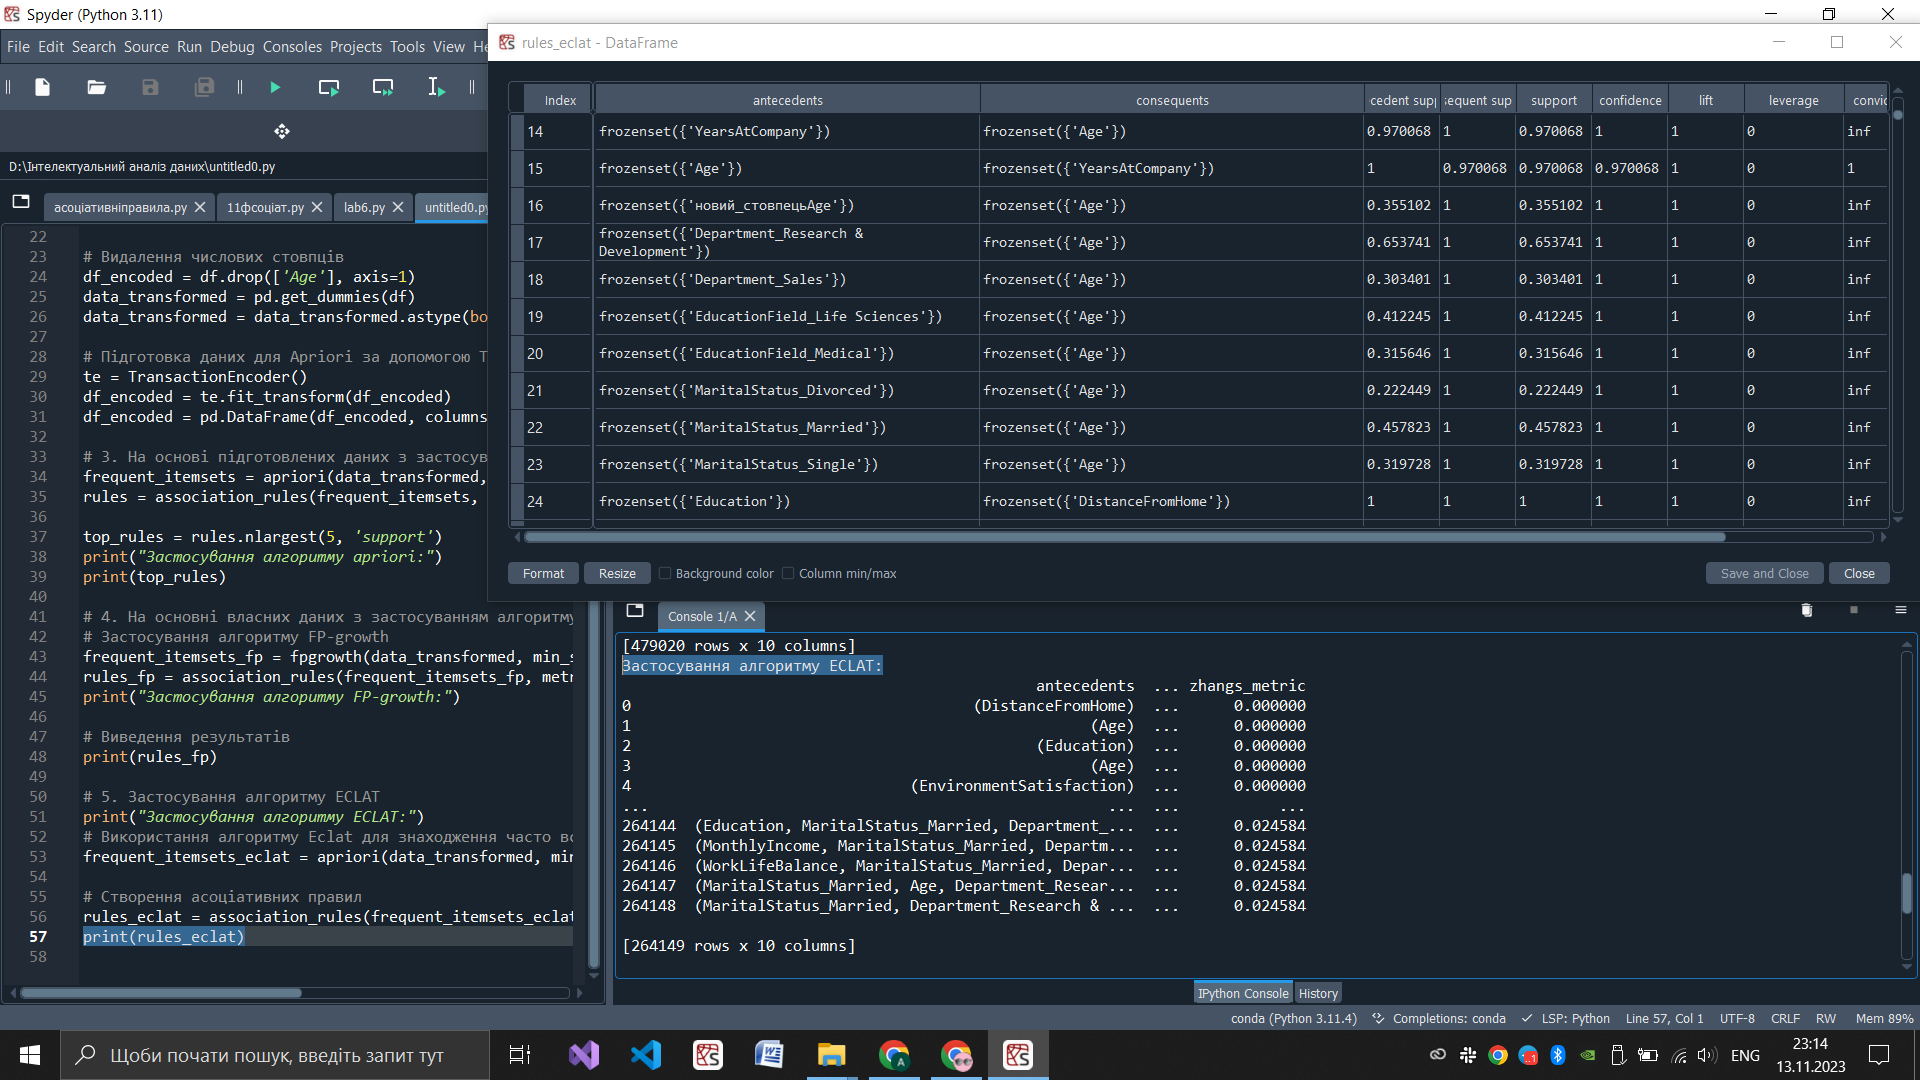 Spyder (Python 3.11)
File Edit Search Source Run Debug Consoles Projects Tools View He
D:\Інтелектуальний аналіз даних\untitled0.py
асоціативніправила.py
11фсоціат.py
lab6.py
untitled0.py
22
23 # Видалення числових стовпців
24 df_encoded = df.drop(['Age'], axis=1)
25 data_transformed = pd.get_dummies(df)
26 data_transformed = data_transformed.astype(bo
27
28 # Підготовка даних для Apriori за допомогою T
29 te = TransactionEncoder()
30 df_encoded = te.fit_transform(df_encoded)
31 df_encoded = pd.DataFrame(df_encoded, columns
32
33 # 3. На основі підготовлених даних з застосув
34 frequent_itemsets = apriori(data_transformed,
35 rules = association_rules(frequent_itemsets,
36
37 top_rules = rules.nlargest(5, 'support')
38 print("Застосування алгоритму apriori:")
39 print(top_rules)
40
41 # 4. На основні власних даних з застосуванням алгоритму
42 # Застосування алгоритму FP-growth
43 frequent_itemsets_fp = fpgrowth(data_transformed, min_s
44 rules_fp = association_rules(frequent_itemsets_fp, metr
45 print("Застосування алгоритму FP-growth:")
46
47 # Виведення результатів
48 print(rules_fp)
49
50 # 5. Застосування алгоритму ECLAT
51 print("Застосування алгоритму ECLAT:")
52 # Використання алгоритму Eclat для знаходження часто вс
53 frequent_itemsets_eclat = apriori(data_transformed, min
54
55 # Створення асоціативних правил
56 rules_eclat = association_rules(frequent_itemsets_eclat
57 print(rules_eclat)
58
rules_eclat - DataFrame
Index antecedents consequents cedent sup sequent sup support confidence lift leverage convic
14 frozenset({'YearsAtCompany'}) frozenset({'Age'}) 0.970068 1 0.970068 1 1 0 inf
15 frozenset({'Age'}) frozenset({'YearsAtCompany'}) 1 0.970068 0.970068 0.970068 1 0 1
16 frozenset({'новий_стовпецьAge'}) frozenset({'Age'}) 0.355102 1 0.355102 1 1 0 inf
17 frozenset({'Department_Research &
Development'}) frozenset({'Age'}) 0.653741 1 0.653741 1 1 0 inf
18 frozenset({'Department_Sales'}) frozenset({'Age'}) 0.303401 1 0.303401 1 1 0 inf
19 frozenset({'EducationField_Life Sciences'}) frozenset({'Age'}) 0.412245 1 0.412245 1 1 0 inf
20 frozenset({'EducationField_Medical'}) frozenset({'Age'}) 0.315646 1 0.315646 1 1 0 inf
21 frozenset({'MaritalStatus_Divorced'}) frozenset({'Age'}) 0.222449 1 0.222449 1 1 0 inf
22 frozenset({'MaritalStatus_Married'}) frozenset({'Age'}) 0.457823 1 0.457823 1 1 0 inf
23 frozenset({'MaritalStatus_Single'}) frozenset({'Age'}) 0.319728 1 0.319728 1 1 0 inf
24 frozenset({'Education'}) frozenset({'DistanceFromHome'}) 1 1 1 1 1 0 inf
Format Resize Background color Column min/max Save and Close Close
Console 1/A
[479020 rows x 10 columns]
Застосування алгоритму ECLAT:
antecedents ... zhangs_metric
0 (DistanceFromHome) ... 0.000000
1 (Age) ... 0.000000
2 (Education) ... 0.000000
3 (Age) ... 0.000000
4 (EnvironmentSatisfaction) ... 0.000000
... ... ... ...
264144 (Education, MaritalStatus_Married, Department_... ... 0.024584
264145 (MonthlyIncome, MaritalStatus_Married, Departm... ... 0.024584
264146 (WorkLifeBalance, MaritalStatus_Married, Depar... ... 0.024584
264147 (MaritalStatus_Married, Age, Department_Resear... ... 0.024584
264148 (MaritalStatus_Married, Department_Research & ... ... 0.024584
[264149 rows x 10 columns]
IPython Console History
conda (Python 3.11.4) Completions: conda LSP: Python Line 57, Col 1 UTF-8 CRLF RW Mem 89%
Щоби почати пошук, введіть запит тут
ENG
23:14
13.11.2023